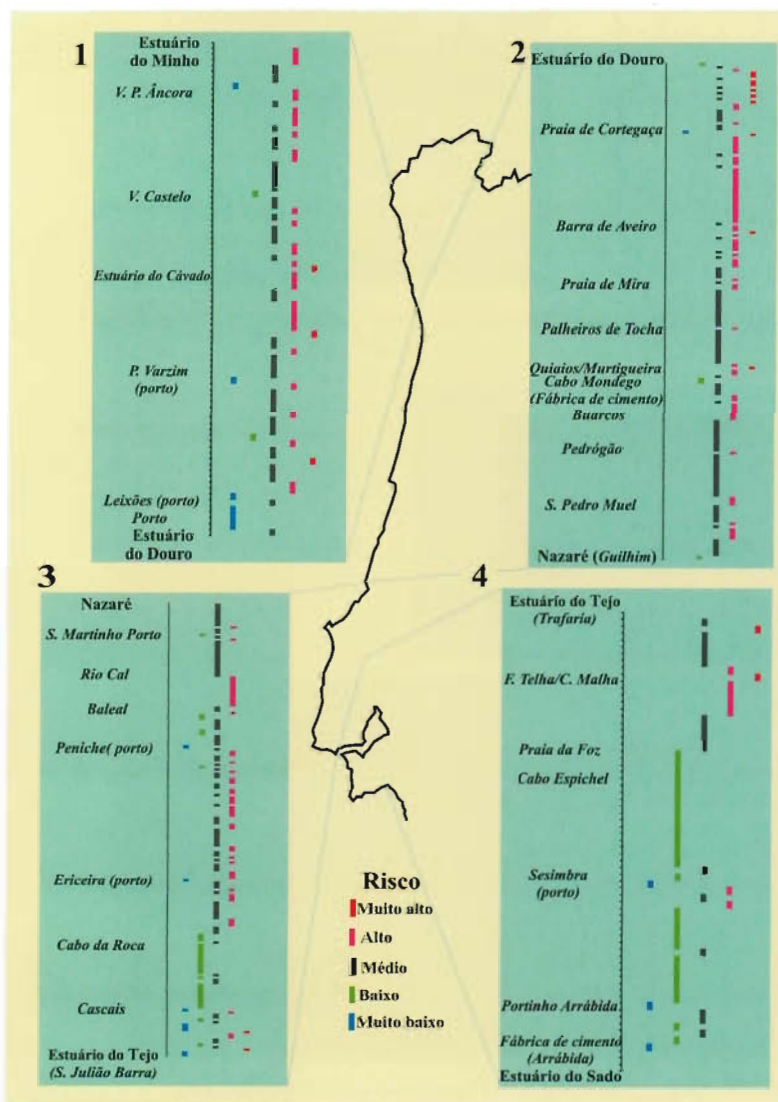 1
Estuário
do Minho
V. P. Âncora
V. Castelo
Estuário do Cávado
P. Varzim
(porto)
Leixões (porto)
Porto
Estuário
do Douro
2
Estuário do Douro
Praia de Cortegaça
Barra de Aveiro
Praia de Mira
Palheiros de Tocha
Quiaios/Murtigueira
Cabo Mondego
(Fábrica de cimento)
Buarcos
Pedrógão
S. Pedro Muel
Nazaré (Guilhim)
3
Nazaré
S. Martinho Porto
Rio Cal
Baleal
Peniche( porto)
Ericeira (porto)
Cabo da Roca
Cascais
Estuário do Tejo
(S. Julião Barra)
Risco
Muito alto
Alto
Médio
Baixo
Muito baixo
4
Estuário do Tejo
(Trafaria)
F. Telha/C. Malha
Praia da Foz
Cabo Espichel
Sesimbra
(porto)
Portinho Arrábida
Fábrica de cimento
(Arrábida)
Estuário do Sado